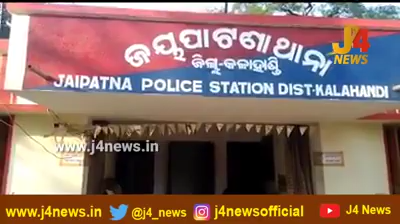 J4
NEWS
ଜୟପାଟଣା ଥାନା
ଜିଲ୍ଲା-କଳାହାଣ୍ଡି
JAIPATNA POLICE STATION DIST-KALAHANDI
www.j4news.in
www.j4news.in @j4_news j4newsofficial J4 News